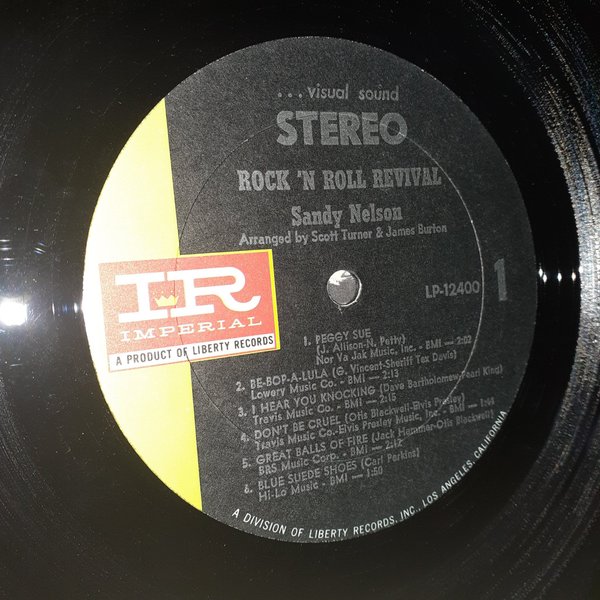 ...visual sound
STEREO
ROCK 'N ROLL REVIVAL
Sandy Nelson
Arranged by Scott Turner & James Burton
IR
IMPERIAL
A PRODUCT OF LIBERTY RECORDS
LP-12400
1
1. PEGGY SUE
(J. Allison-N. Petty)
Nor Va Jak Music, Inc. - BMI — 2:02
2. BE-BOP-A-LULA (G. Vincent-Sheriff Tex Davis)
Lowery Music Co. - BMI — 2:13
3. I HEAR YOU KNOCKING (Dave Bartholomew-Pearl King)
Travis Music Co. - BMI — 2:15
4. DON'T BE CRUEL (Otis Blackwell-Elvis Presley)
Travis Music Co.-Elvis Presley Music, Inc. - BMI —
5. GREAT BALLS OF FIRE (Jack Hammer-Otis Blackwell)
BRS Music Corp. - BMI — 2:12
6. BLUE SUEDE SHOES (Carl Perkins)
Hi-Lo Music - BMI — 1:50
A DIVISION OF LIBERTY RECORDS, INC., LOS ANGELES, CALIFORNIA